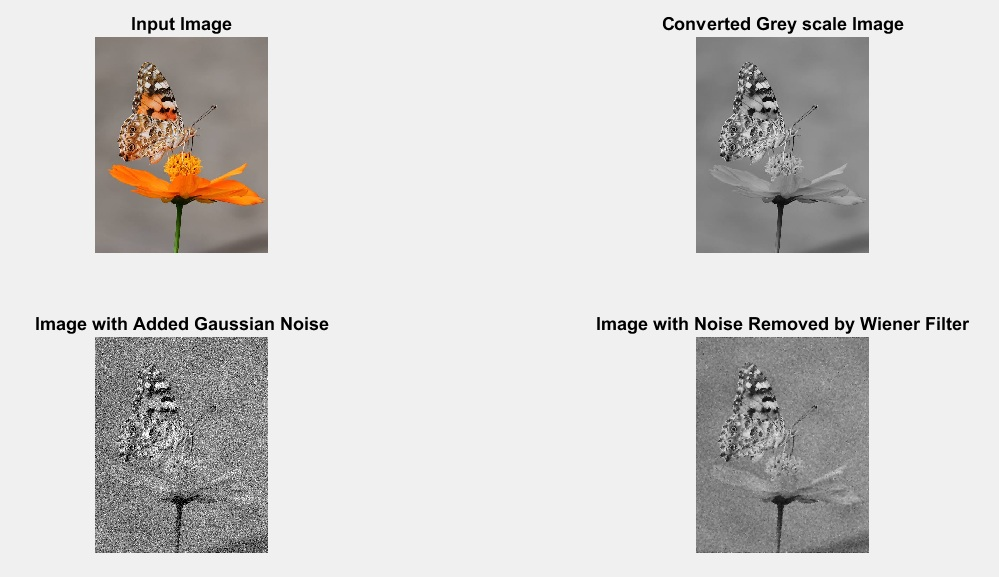 Input Image
Converted Grey scale Image
Image with Added Gaussian Noise
Image with Noise Removed by Wiener Filter